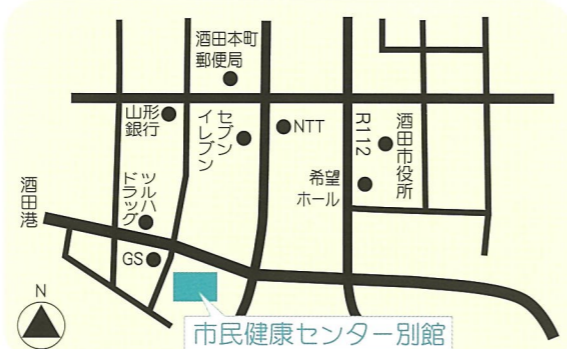 酒田本町
郵便局
山形
銀行
セブン
イレブン
NTT
R112
酒田市役所
希望
ホール
酒田港
ツルハ
ドラッグ
GS
N
市民健康センター別館